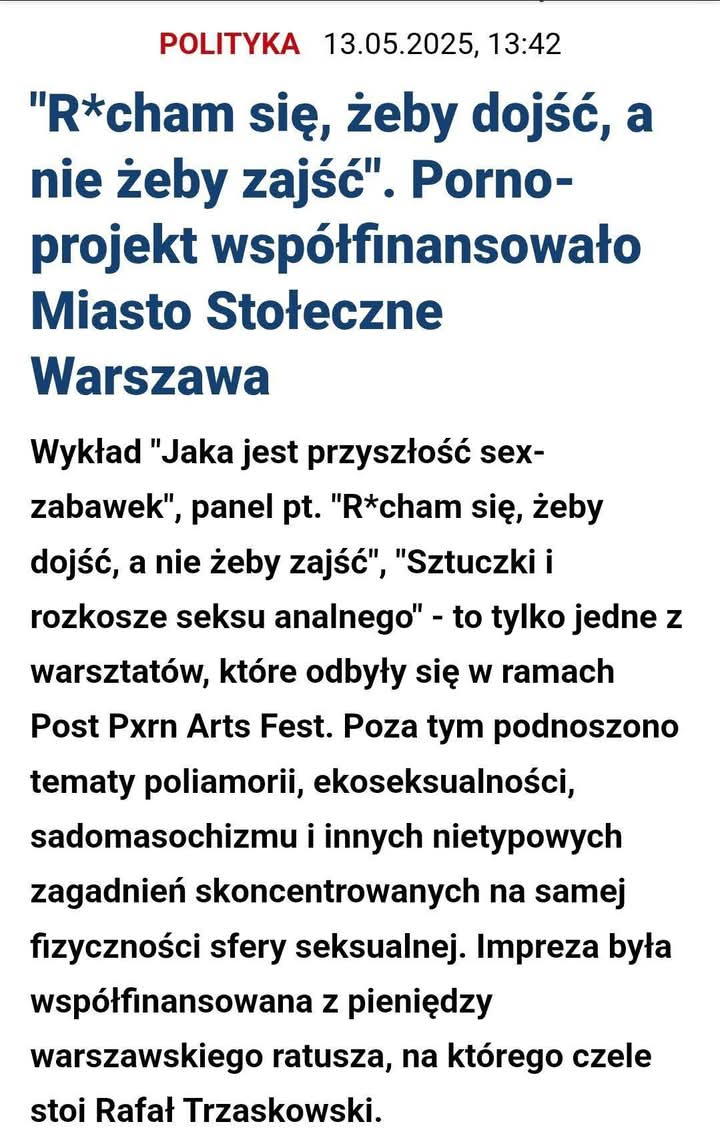 POLITYKA 13.05.2025, 13:42
"R*cham się, żeby dojść, a
nie żeby zajść". Porno-
projekt współfinansowało
Miasto Stołeczne
Warszawa
Wykład "Jaka jest przyszłość sex-
zabawek", panel pt. "R*cham się, żeby
dojść, a nie żeby zajść", "Sztuczki i
rozkosze seksu analnego" - to tylko jedne z
warsztatów, które odbyły się w ramach
Post Pxrn Arts Fest. Poza tym podnoszono
tematy poliamorii, ekoseksualności,
sadomasochizmu i innych nietypowych
zagadnień skoncentrowanych na samej
fizyczności sfery seksualnej. Impreza była
współfinansowana z pieniędzy
warszawskiego ratusza, na którego czele
stoi Rafał Trzaskowski.